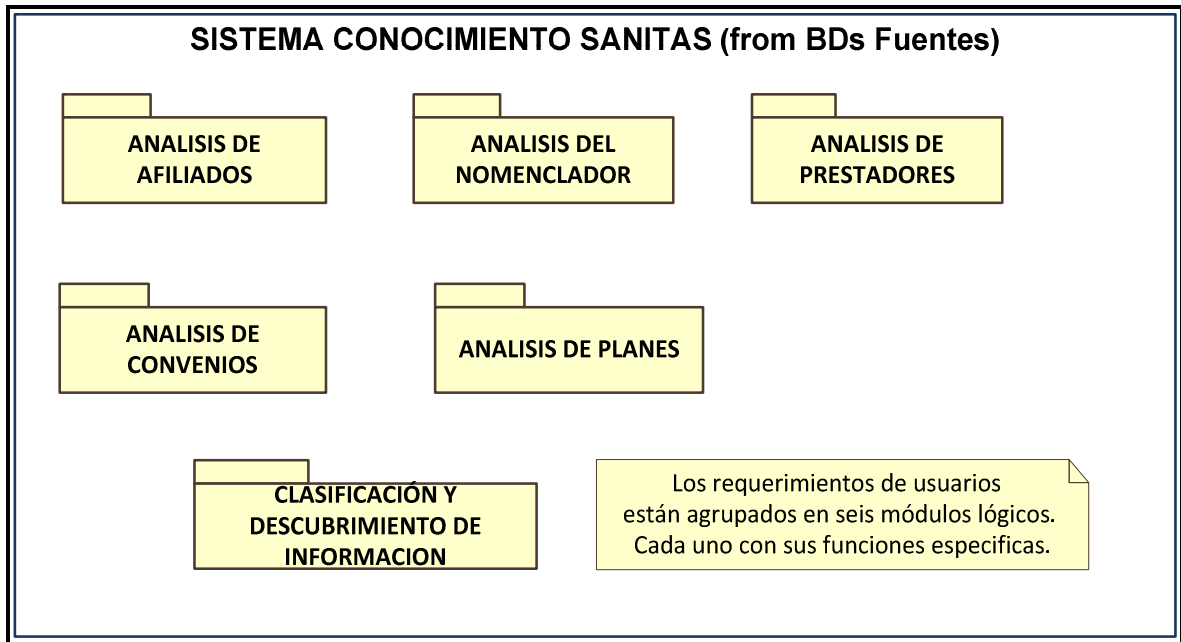 SISTEMA CONOCIMIENTO SANITAS (from BDs Fuentes)
ANALISIS DE
AFILIADOS
ANALISIS DEL
NOMENCLADOR
ANALISIS DE
PRESTADORES
ANALISIS DE
CONVENIOS
ANALISIS DE PLANES
CLASIFICACIÓN Y
DESCUBRIMIENTO DE
INFORMACION
Los requerimientos de usuarios
están agrupados en seis módulos lógicos.
Cada uno con sus funciones especificas.